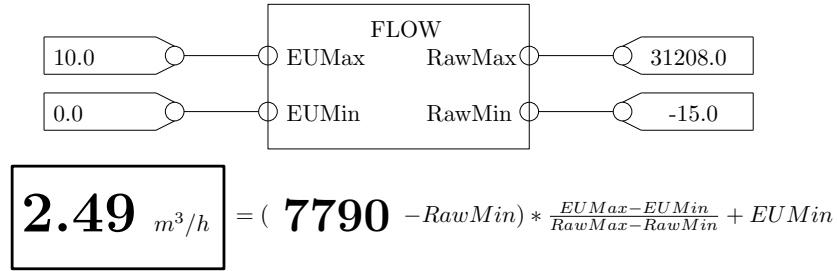 FLOW
10.0 EUMax RawMax 31208.0
0.0 EUMin RawMin -15.0
2.49 m³/h = ( 7790 −RawMin) ∗ (EUMax−EUMin)/(RawMax−RawMin) + EUMin